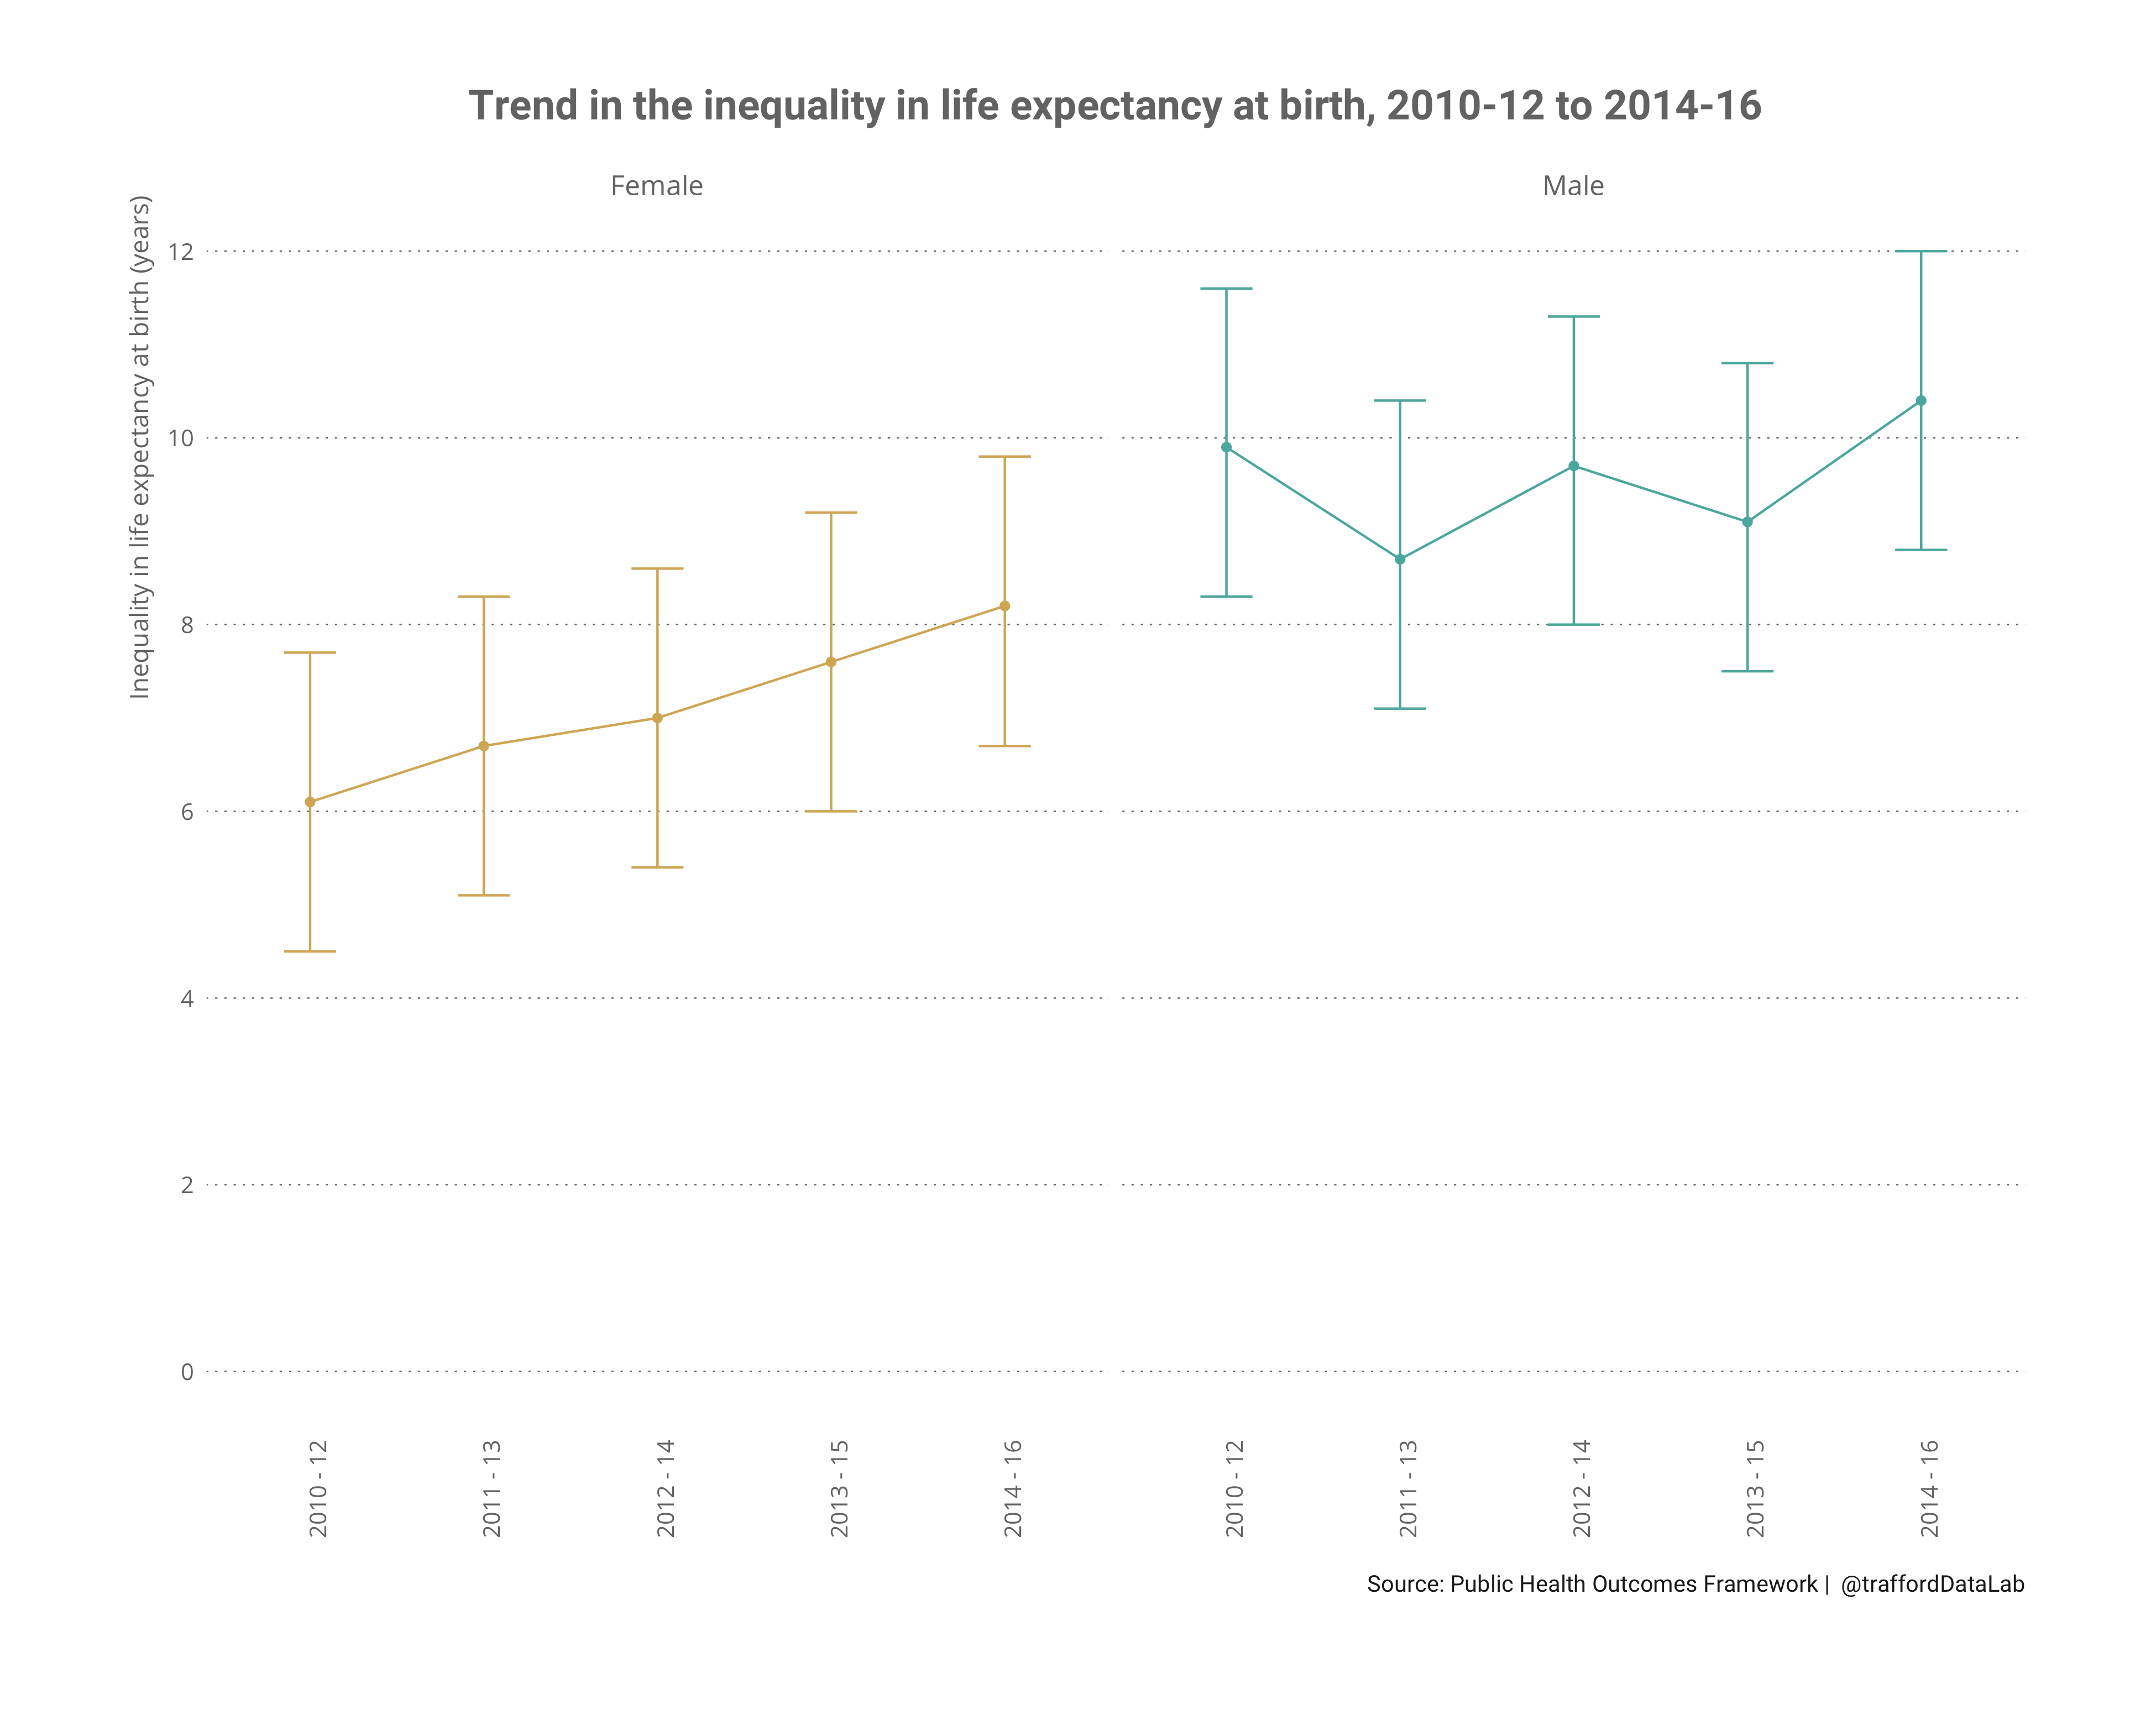 Trend in the inequality in life expectancy at birth, 2010-12 to 2014-16
Female
Male
Inequality in life expectancy at birth (years)
12
10
8
6
4
2
0
2010 - 12
2011 - 13
2012 - 14
2013 - 15
2014 - 16
2010 - 12
2011 - 13
2012 - 14
2013 - 15
2014 - 16
Source: Public Health Outcomes Framework | @traffordDataLab